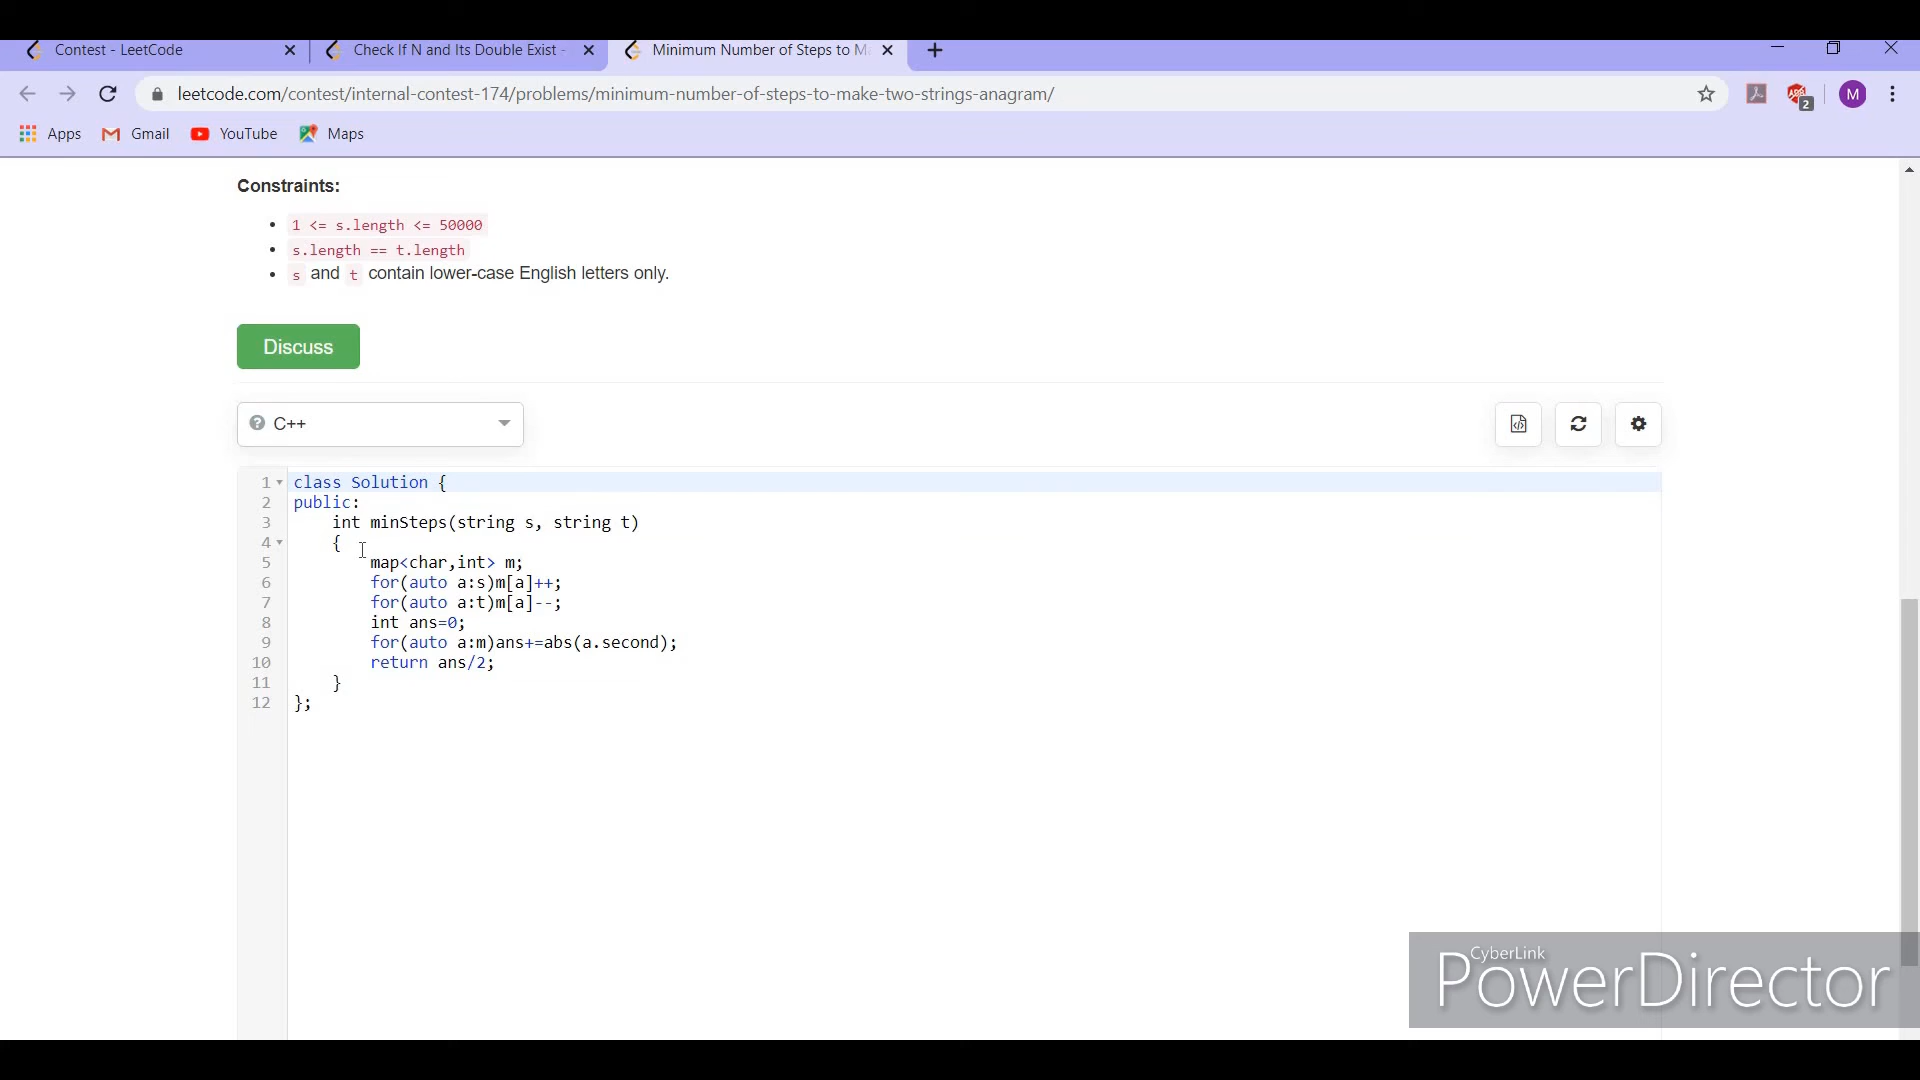 Contest - LeetCode
Check If N and Its Double Exist -
Minimum Number of Steps to Ma
leetcode.com/contest/internal-contest-174/problems/minimum-number-of-steps-to-make-two-strings-anagram/
2
M
Apps
Gmail
YouTube
Maps
Constraints:
1 <= s.length <= 50000
s.length == t.length
s and t contain lower-case English letters only.
Discuss
C++
1 class Solution {
2 public:
3 int minSteps(string s, string t)
4 {
5 map<char,int> m;
6 for(auto a:s)m[a]++;
7 for(auto a:t)m[a]--;
8 int ans=0;
9 for(auto a:m)ans+=abs(a.second);
10 return ans/2;
11 }
12 };
CyberLink
PowerDirector